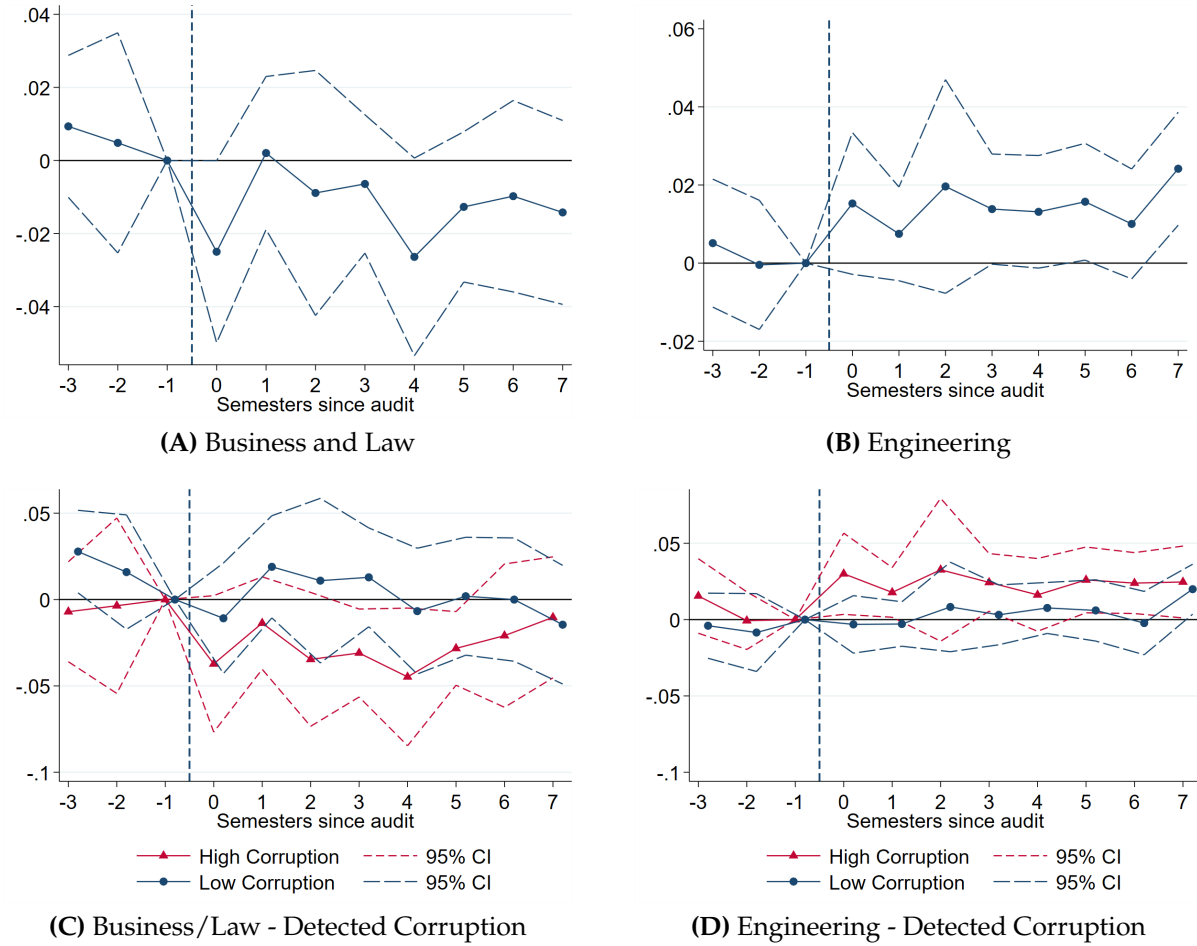 .04
.02
0
-.02
-.04
-3 -2 -1 0 1 2 3 4 5 6 7
Semesters since audit
(A) Business and Law
.06
.04
.02
0
-.02
-3 -2 -1 0 1 2 3 4 5 6 7
Semesters since audit
(B) Engineering
.05
0
-.05
-.1
-3 -2 -1 0 1 2 3 4 5 6 7
Semesters since audit
High Corruption 95% CI
Low Corruption 95% CI
(C) Business/Law - Detected Corruption
.05
0
-.05
-.1
-3 -2 -1 0 1 2 3 4 5 6 7
Semesters since audit
High Corruption 95% CI
Low Corruption 95% CI
(D) Engineering - Detected Corruption